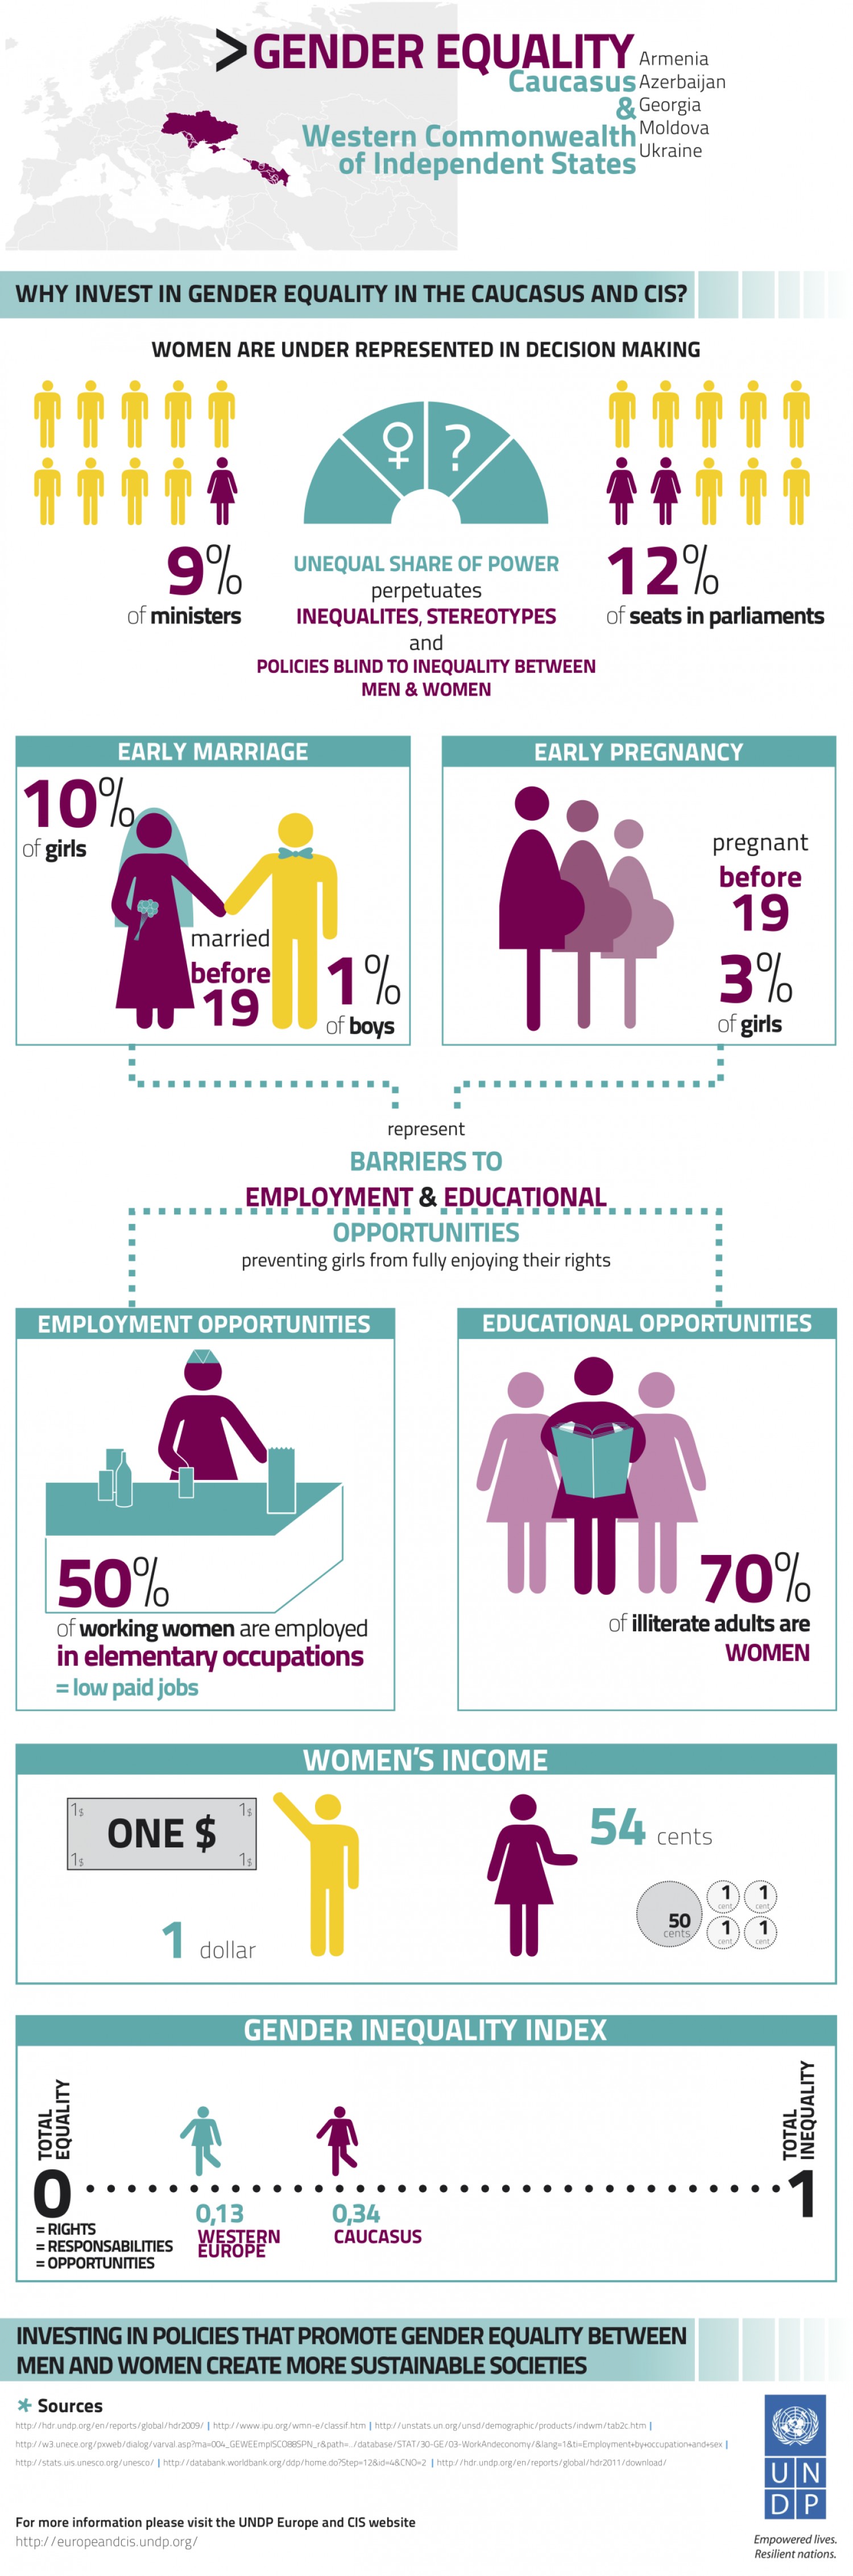 >GENDER EQUALITY
Caucasus
&
Western Commonwealth
of Independent States
Armenia
Azerbaijan
Georgia
Moldova
Ukraine
WHY INVEST IN GENDER EQUALITY IN THE CAUCASUS AND CIS?
WOMEN ARE UNDER REPRESENTED IN DECISION MAKING
?
9%
of ministers
UNEQUAL SHARE OF POWER
perpetuates
INEQUALITES, STEREOTYPES
and
POLICIES BLIND TO INEQUALITY BETWEEN
MEN & WOMEN
12%
of seats in parliaments
EARLY MARRIAGE
10%
of girls
married
before
19
1%
of boys
EARLY PREGNANCY
pregnant
before
19
3%
of girls
represent
BARRIERS TO
EMPLOYMENT & EDUCATIONAL
OPPORTUNITIES
preventing girls from fully enjoying their rights
EMPLOYMENT OPPORTUNITIES
50%
of working women are employed
in elementary occupations
= low paid jobs
EDUCATIONAL OPPORTUNITIES
70%
of illiterate adults are
WOMEN
WOMEN'S INCOME
1$ 1$
ONE $
1$ 1$
1 dollar
54 cents
50
cents
1
cent
1
cent
1
cent
1
cent
GENDER INEQUALITY INDEX
TOTAL
EQUALITY
0
= RIGHTS
= RESPONSABILITIES
= OPPORTUNITIES
0,13
WESTERN
EUROPE
0,34
CAUCASUS
TOTAL
INEQUALITY
1
INVESTING IN POLICIES THAT PROMOTE GENDER EQUALITY BETWEEN
MEN AND WOMEN CREATE MORE SUSTAINABLE SOCIETIES
* Sources
http://hdr.undp.org/en/reports/global/hdr2009/ | http://www.ipu.org/wmn-e/classif.htm | http://unstats.un.org/unsd/demographic/products/indwm/tab2c.htm |
http://w3.unece.org/pxweb/dialog/varval.asp?ma=004_GEWEEmplSCO88SPN_r&path=../database/STAT/30-GE/03-WorkAndeconomy/&lang=1&ti=Employment+by+occupation+and+sex |
http://stats.uis.unesco.org/unesco/ | http://databank.worldbank.org/ddp/home.do?Step=12&id=4&CNO=2 | http://hdr.undp.org/en/reports/global/hdr2011/download/
For more information please visit the UNDP Europe and CIS website
http://europeandcis.undp.org/
U N
D P
Empowered lives.
Resilient nations.